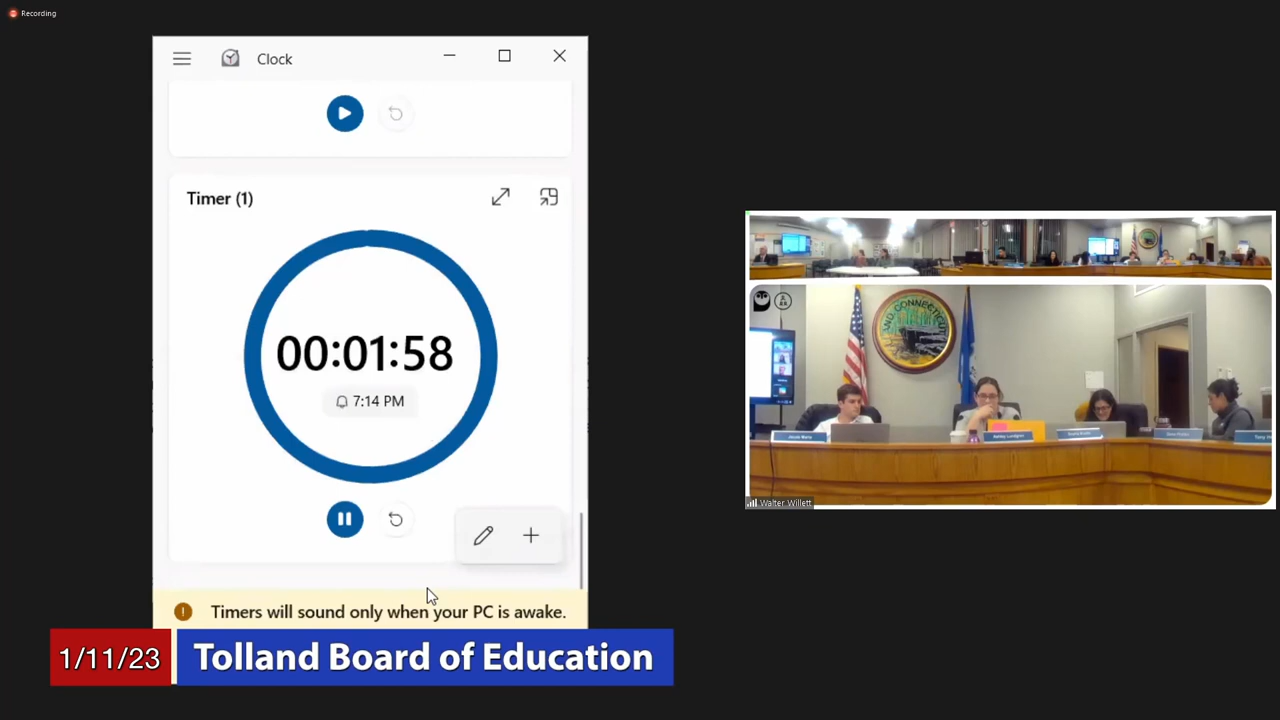 Recording
Clock
Timer (1)
00:01:58
7:14 PM
Timers will sound only when your PC is awake.
1/11/23
Tolland Board of Education
Walter Willett